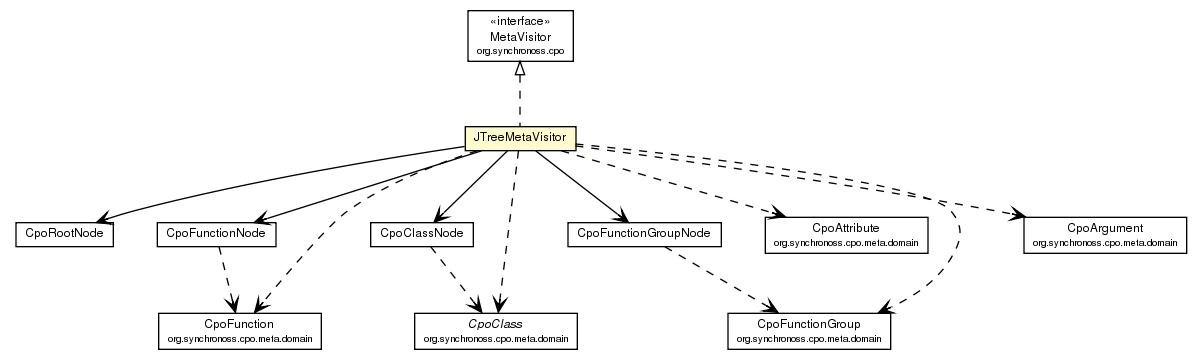 «interface»
MetaVisitor
org.synchronoss.cpo
JTreeMetaVisitor
CpoRootNode
CpoFunctionNode
CpoClassNode
CpoFunctionGroupNode
CpoAttribute
org.synchronoss.cpo.meta.domain
CpoArgument
org.synchronoss.cpo.meta.domain
CpoFunction
org.synchronoss.cpo.meta.domain
CpoClass
org.synchronoss.cpo.meta.domain
CpoFunctionGroup
org.synchronoss.cpo.meta.domain